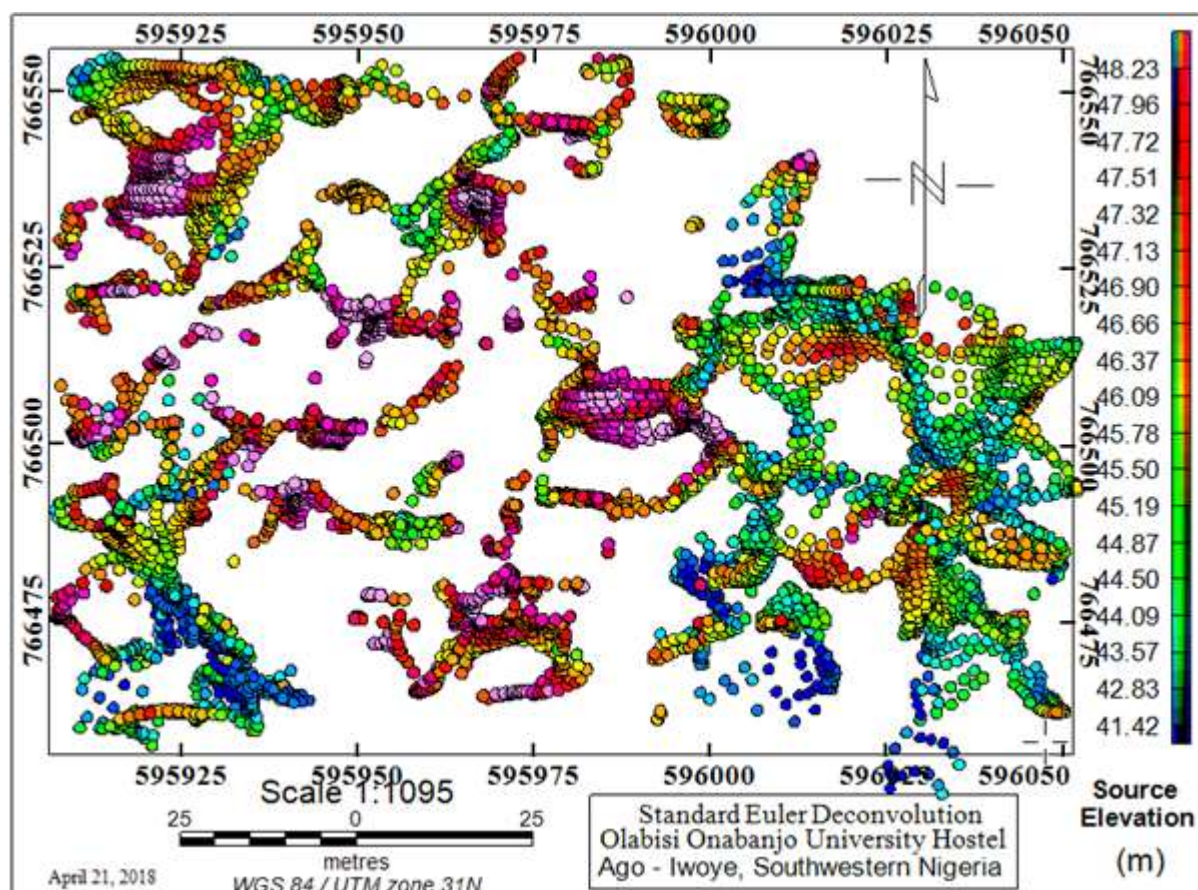 595925 595950 595975 596000 596025 596050
766550
766525
766500
766475
N
766550
766525
766500
766475
48.23
47.96
47.72
47.51
47.32
47.13
46.90
46.66
46.37
46.09
45.78
45.50
45.19
44.87
44.50
44.09
43.57
42.83
41.42
595925 595950 595975 596000 596050
Scale 1:1095
25 0 25
metres
WGS 84 / UTM zone 31N
April 21, 2018
Standard Euler Deconvolution
Olabisi Onabanjo University Hostel
Ago - Iwoye, Southwestern Nigeria
Source
Elevation
(m)